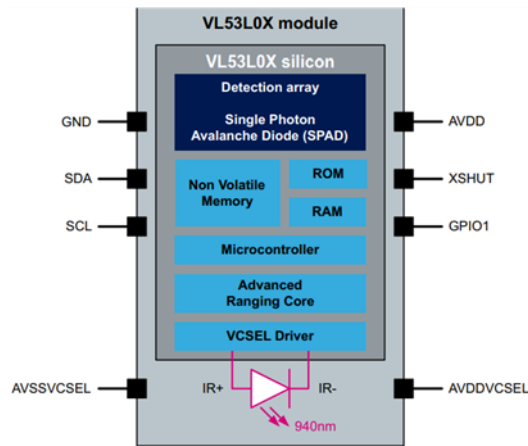 VL53L0X module
VL53L0X silicon
Detection array
Single Photon
Avalanche Diode (SPAD)
GND
AVDD
SDA
Non Volatile
Memory
ROM
XSHUT
SCL
RAM
GPIO1
Microcontroller
Advanced
Ranging Core
VCSEL Driver
AVSSVCSEL
IR+
IR-
AVDDVCSEL
940nm